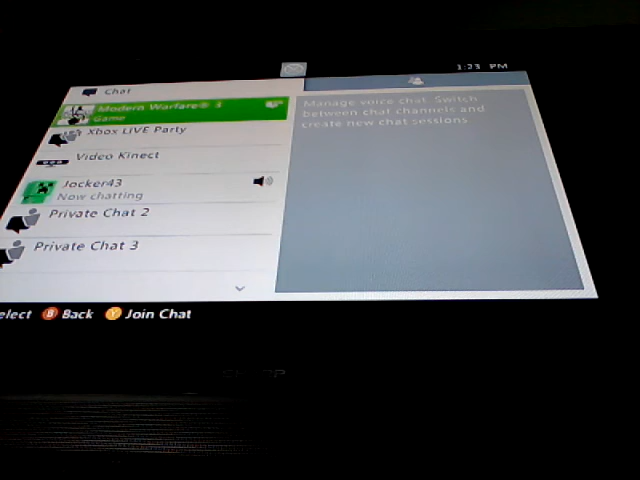 1:23 PM
Chat
Modern Warfare® 3
Game
Xbox LIVE Party
Video Kinect
Jocker43
Now chatting
Private Chat 2
Private Chat 3
Manage voice chat. Switch
between chat channels and
create new chat sessions.
elect B Back Y Join Chat
SHARP